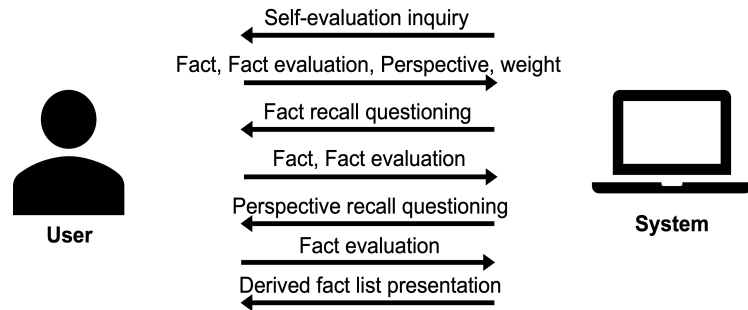 Self-evaluation inquiry
Fact, Fact evaluation, Perspective, weight
Fact recall questioning
Fact, Fact evaluation
Perspective recall questioning
Fact evaluation
Derived fact list presentation
User
System